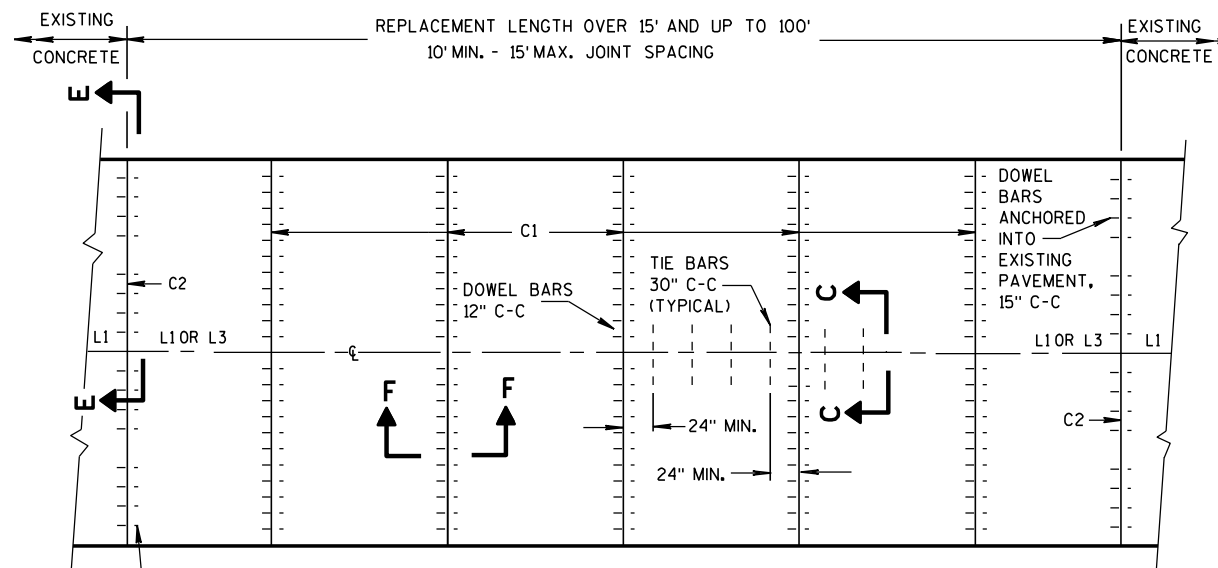 EXISTING
CONCRETE
REPLACEMENT LENGTH OVER 15' AND UP TO 100'
10' MIN. - 15' MAX. JOINT SPACING
EXISTING
CONCRETE
E
DOWEL
BARS
ANCHORED
INTO
EXISTING
PAVEMENT,
15" C-C
C1
C2
TIE BARS
30" C-C
(TYPICAL)
DOWEL BARS
12" C-C
C
L1
L1 OR L3
℄
L1 OR L3
L1
E
F
F
C
C2
24" MIN.
24" MIN.